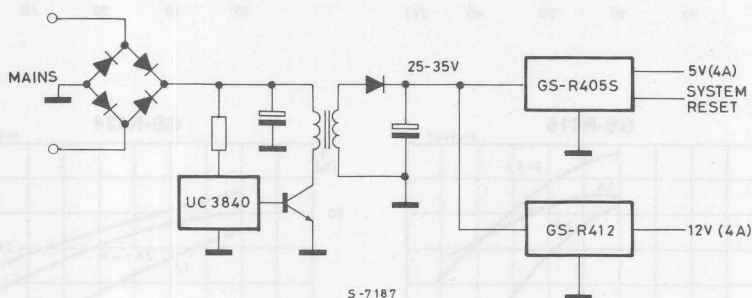 MAINS
25-35V
GS-R405S
5V(4A)
SYSTEM
RESET
UC 3840
GS-R412
12V (4A)
S-7187